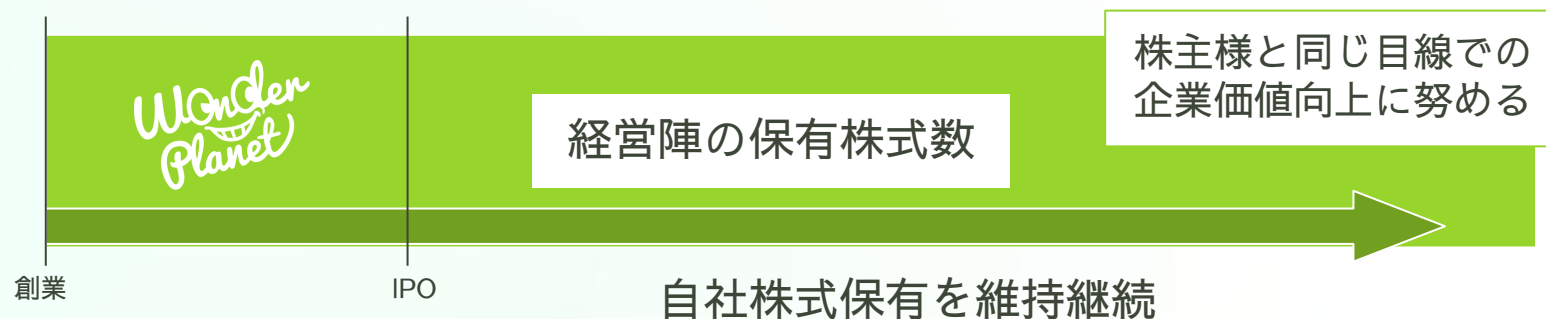 株主様と同じ目線での
企業価値向上に努める
Wonder
Planet
経営陣の保有株式数
創業
IPO
自社株式保有を維持継続